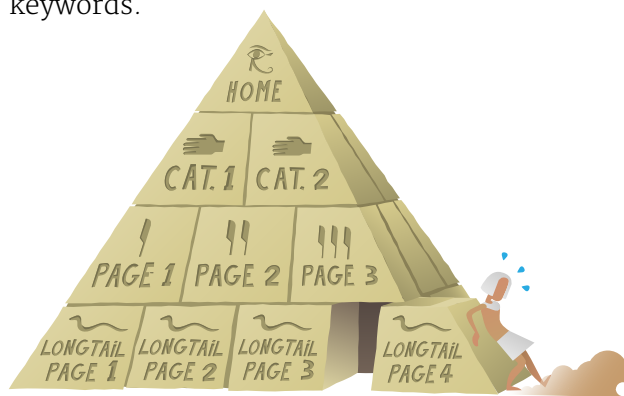 keywords.
HOME
CAT. 1 CAT. 2
PAGE 1 PAGE 2 PAGE 3
LONGTAIL
PAGE 1
LONGTAIL
PAGE 2
LONGTAIL
PAGE 3
LONGTAIL
PAGE 4